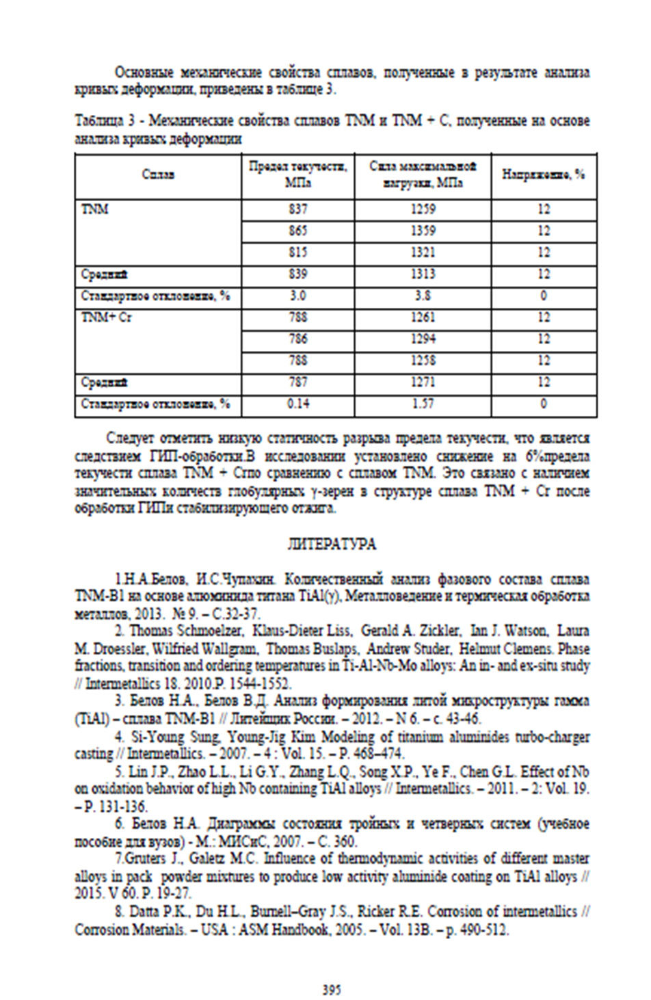 Основные механические свойства сплавов, полученные в результате анализа
кривых деформации, приведены в таблице 3.
Таблица 3 - Механические свойства сплавов TNM и TNM + C, полученные на основе
анализа кривых деформации
Сплав
Предел текучести,
МПа
Сила максимальной
нагрузки, МПа
Напряжение, %
TNM 837 1259 12
865 1359 12
815 1321 12
Средний 839 1313 12
Стандартное отклонение, % 3.0 3.8 0
TNM+ Cr 788 1261 12
786 1294 12
788 1258 12
Средний 787 1271 12
Стандартное отклонение, % 0.14 1.57 0
Следует отметить низкую статичность разрыва предела текучести, что является
следствием ГИП-обработки.В исследовании установлено снижение на 6%предела
текучести сплава TNM + Crпо сравнению с сплавом TNM. Это связано с наличием
значительных количеств глобулярных γ-зерен в структуре сплава TNM + Cr после
обработки ГИПи стабилизирующего отжига.
ЛИТЕРАТУРА
1.Н.А.Белов, И.С.Чупахин. Количественный анализ фазового состава сплава
TNM-B1 на основе алюминида титана TiAl(γ), Металловедение и термическая обработка
металлов, 2013. № 9. – С.32-37.
2. Thomas Schmoelzer, Klaus-Dieter Liss, Gerald A. Zickler, Ian J. Watson, Laura
M. Droessler, Wilfried Wallgram, Thomas Buslaps, Andrew Studer, Helmut Clemens. Phase
fractions, transition and ordering temperatures in Ti-Al-Nb-Mo alloys: An in- and ex-situ study
// Intermetallics 18. 2010.P. 1544-1552.
3. Белов Н.А., Белов В.Д. Анализ формирования литой микроструктуры гамма
(TiAl) – сплава TNM-B1 // Литейщик России. – 2012. – N 6. – с. 43-46.
4. Si-Young Sung, Young-Jig Kim Modeling of titanium aluminides turbo-charger
casting // Intermetallics. – 2007. – 4 : Vol. 15. – P. 468–474.
5. Lin J.P., Zhao L.L., Li G.Y., Zhang L.Q., Song X.P., Ye F., Chen G.L. Effect of Nb
on oxidation behavior of high Nb containing TiAl alloys // Intermetallics. – 2011. – 2: Vol. 19.
– P. 131-136.
6. Белов Н.А. Диаграммы состояния тройных и четверных систем (учебное
пособие для вузов) - М.: МИСиС, 2007. – С. 360.
7.Gruters J., Galetz M.C. Influence of thermodynamic activities of different master
alloys in pack powder mixtures to produce low activity aluminide coating on TiAl alloys //
2015. V 60. P. 19-27.
8. Datta P.K., Du H.L., Burnell–Gray J.S., Ricker R.E. Corrosion of intermetallics //
Corrosion Materials. – USA : ASM Handbook, 2005. – Vol. 13B. – p. 490-512.
395